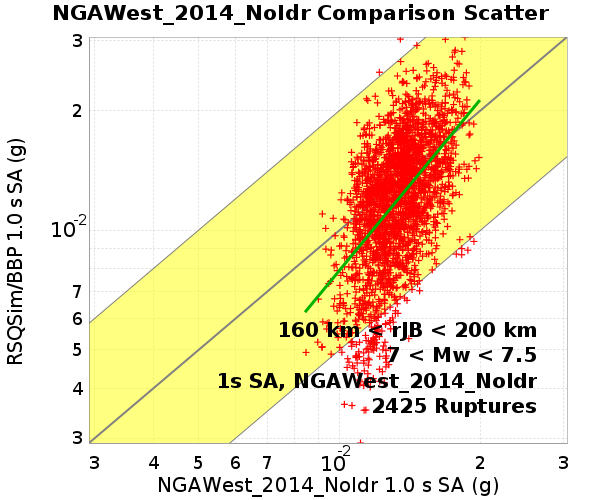 NGAWest_2014_NoIdr Comparison Scatter
RSQSim/BBP 1.0 s SA (g)
3
2
10-2
7
6
5
4
3
160 km < rJB < 200 km
7 < Mw < 7.5
1s SA, NGAWest_2014_NoIdr
2425 Ruptures
3 4 5 6 7 10-2 2 3
NGAWest_2014_NoIdr 1.0 s SA (g)